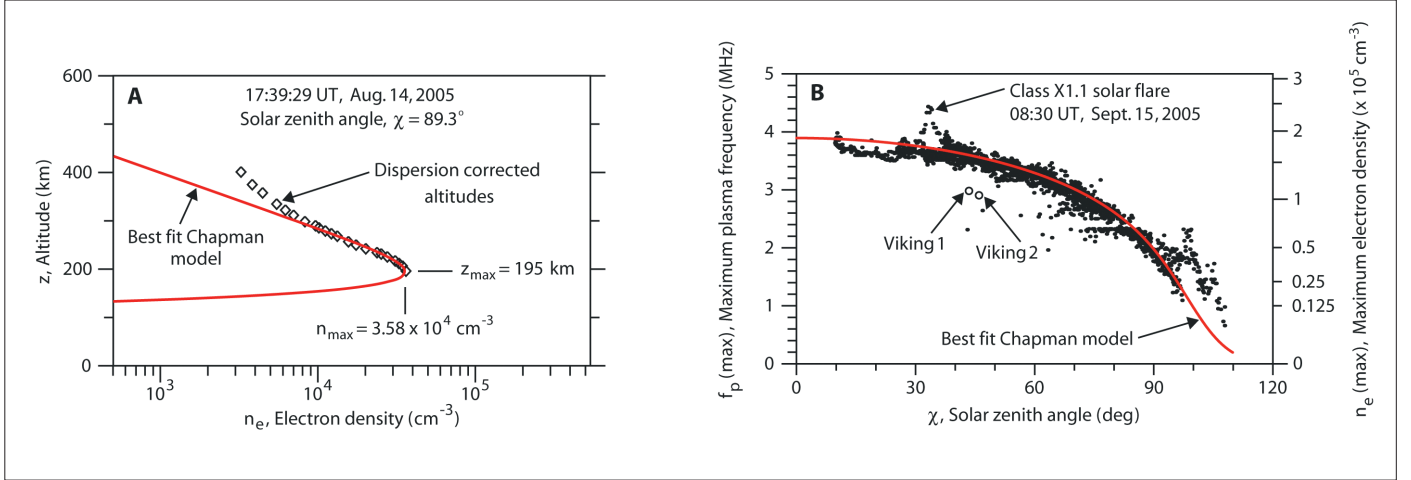 A
17:39:29 UT, Aug. 14, 2005
Solar zenith angle, χ = 89.3°
Dispersion corrected
altitudes
Best fit Chapman
model
z_max = 195 km
n_max = 3.58 x 10^4 cm^-3
600
400
200
0
z, Altitude (km)
10^3
10^4
10^5
n_e, Electron density (cm^-3)
B
Class X1.1 solar flare
08:30 UT, Sept. 15, 2005
Viking 1
Viking 2
Best fit Chapman model
5
4
3
2
1
0
f_p (max), Maximum plasma frequency (MHz)
0
30
60
90
120
χ, Solar zenith angle (deg)
3
2
1
0.5
0.25
0.125
0
n_e (max), Maximum electron density (x 10^5 cm^-3)